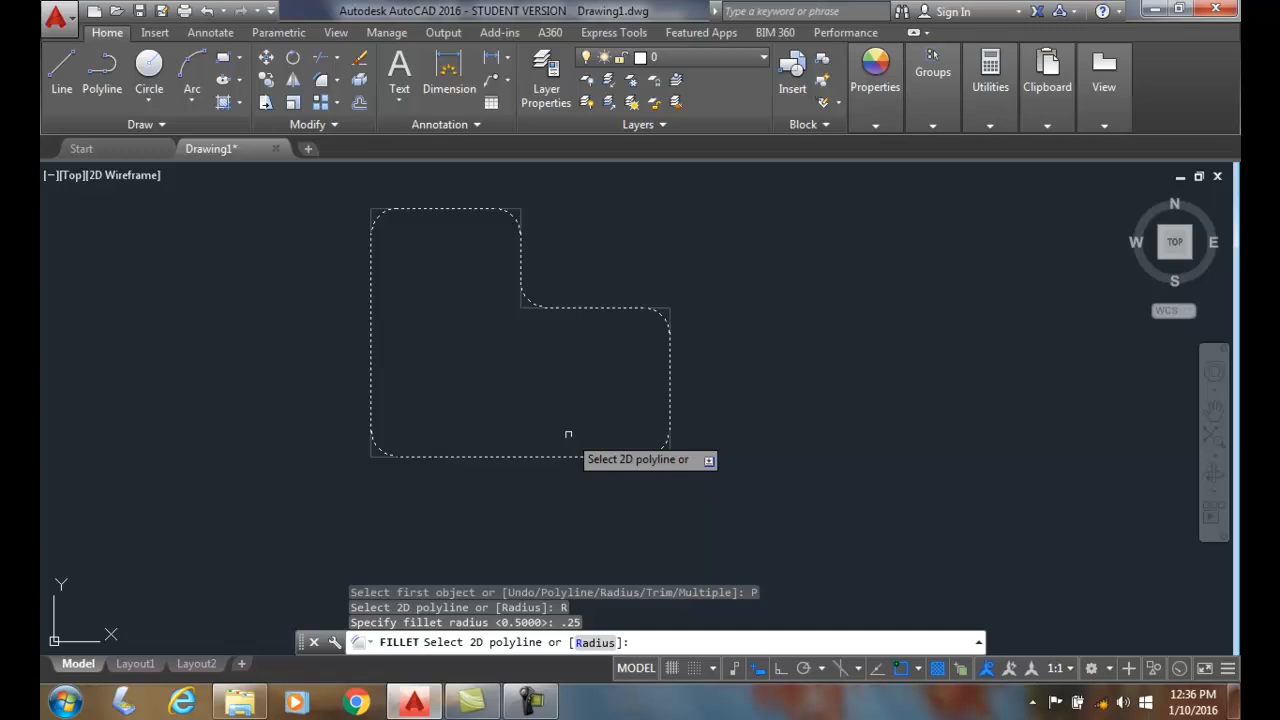 Autodesk AutoCAD 2016 - STUDENT VERSION Drawing1.dwg
Type a keyword or phrase
Sign In
Home Insert Annotate Parametric View Manage Output Add-ins A360 Express Tools Featured Apps BIM 360 Performance
0
Line Polyline Circle Arc Text Dimension Layer Properties Insert Properties Groups Utilities Clipboard View
Draw Modify Annotation Layers Block
Start Drawing1*
[−][Top][2D Wireframe]
N
W TOP E
S
WCS
Select 2D polyline or
Y
X
Select first object or [Undo/Polyline/Radius/Trim/Multiple]: P
Select 2D polyline or [Radius]: R
Specify fillet radius <0.5000>: .25
FILLET Select 2D polyline or [Radius]:
Model Layout1 Layout2
MODEL 1:1
12:36 PM
1/10/2016